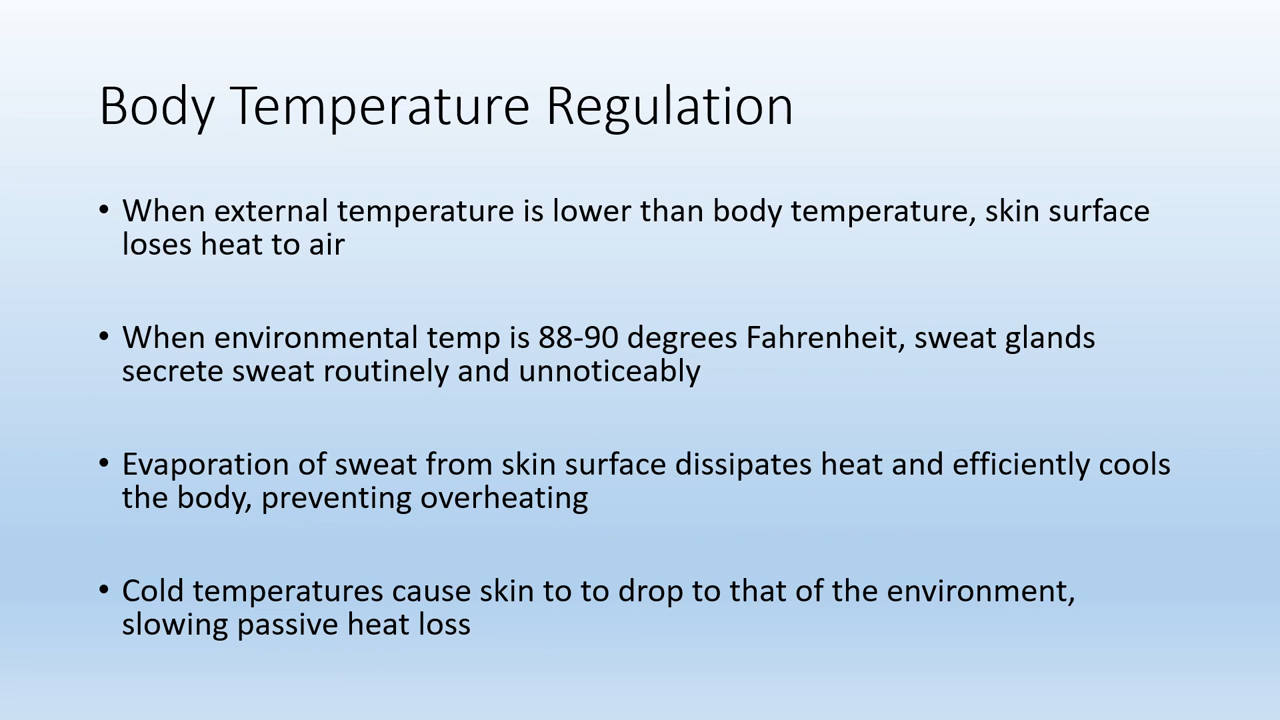 Body Temperature Regulation
• When external temperature is lower than body temperature, skin surface
loses heat to air
• When environmental temp is 88-90 degrees Fahrenheit, sweat glands
secrete sweat routinely and unnoticeably
• Evaporation of sweat from skin surface dissipates heat and efficiently cools
the body, preventing overheating
• Cold temperatures cause skin to to drop to that of the environment,
slowing passive heat loss